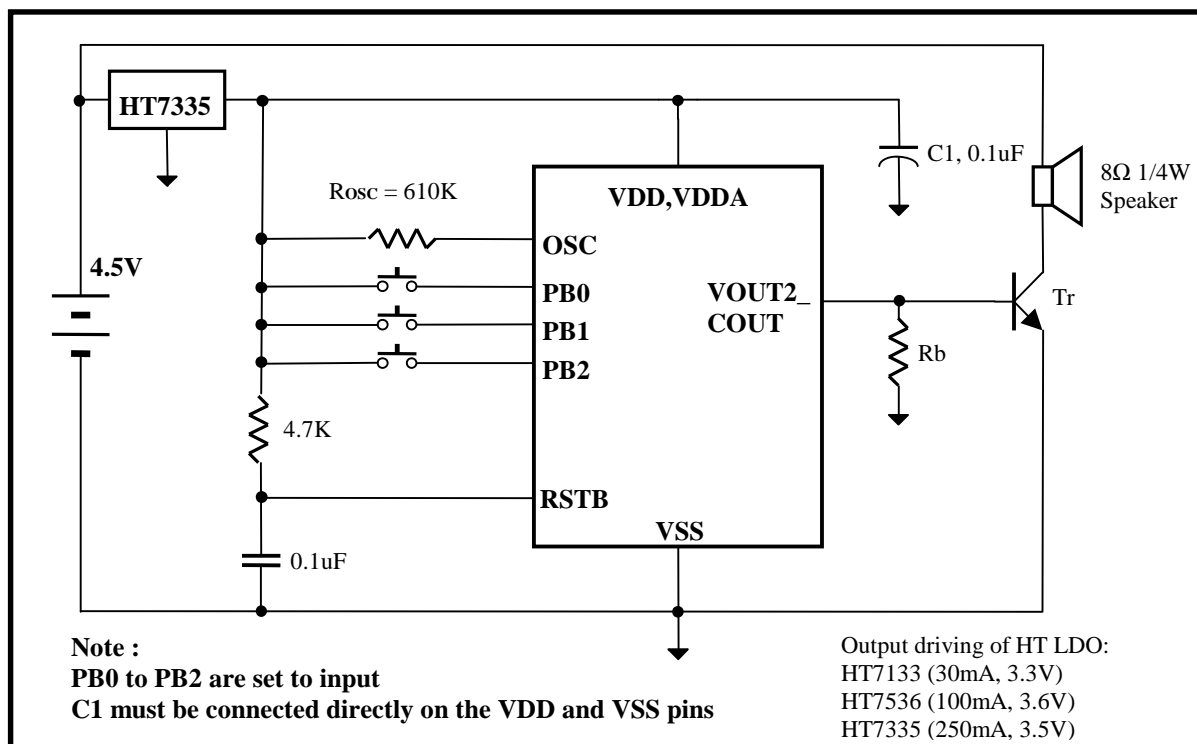 HT7335
C1, 0.1uF
8Ω 1/4W
Speaker
Rosc = 610K
VDD,VDDA
OSC
4.5V
PB0
VOUT2_
COUT
PB1
PB2
Tr
Rb
4.7K
RSTB
VSS
0.1uF
Note :
PB0 to PB2 are set to input
C1 must be connected directly on the VDD and VSS pins
Output driving of HT LDO:
HT7133 (30mA, 3.3V)
HT7536 (100mA, 3.6V)
HT7335 (250mA, 3.5V)